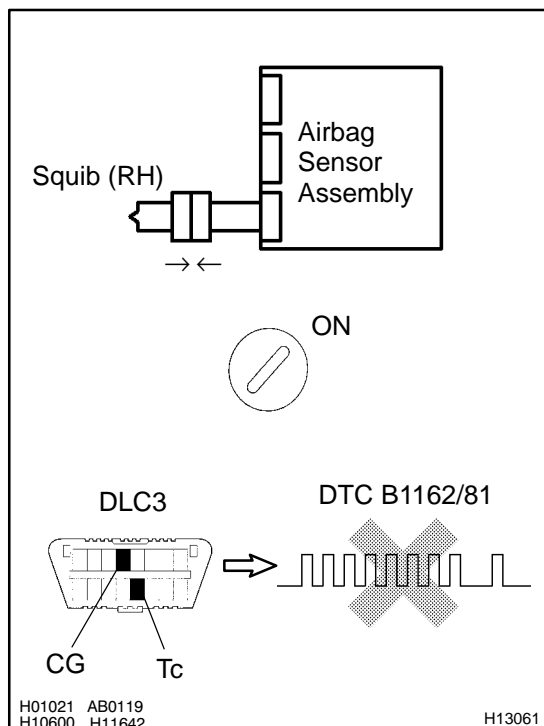 Airbag
Sensor
Assembly
Squib (RH)
ON
DLC3
DTC B1162/81
CG
Tc
H01021 AB0119
H10600 H11642
H13061